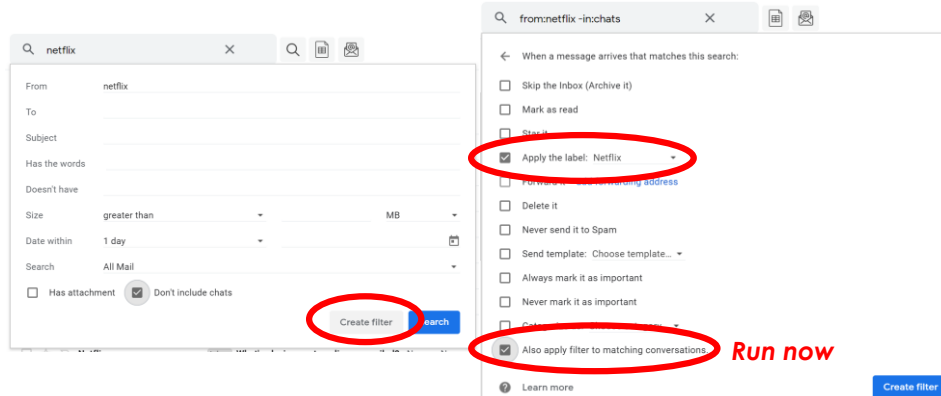 netflix
From netflix
To
Subject
Has the words
Doesn't have
Size greater than MB
Date within 1 day
Search All Mail
Has attachment Don't include chats
Create filter Search
from:netflix -in:chats
When a message arrives that matches this search:
Skip the Inbox (Archive it)
Mark as read
Star it
Apply the label: Netflix
address
Delete it
Never send it to Spam
Send template: Choose template...
Always mark it as important
Never mark it as important
Also apply filter to matching conversations.
Run now
Learn more
Create filter